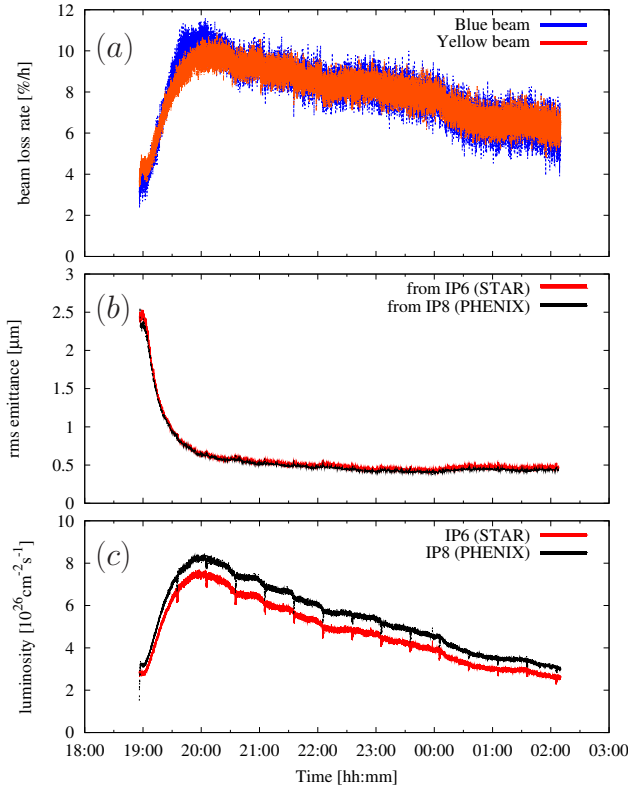 12
10
8
6
4
2
0
beam loss rate [%/h]
(a)
Blue beam
Yellow beam
3
2.5
2
1.5
1
0.5
0
rms emittance [µm]
(b)
from IP6 (STAR)
from IP8 (PHENIX)
10
8
6
4
2
0
luminosity [10²⁶cm⁻²s⁻¹]
(c)
IP6 (STAR)
IP8 (PHENIX)
18:00 19:00 20:00 21:00 22:00 23:00 00:00 01:00 02:00 03:00
Time [hh:mm]